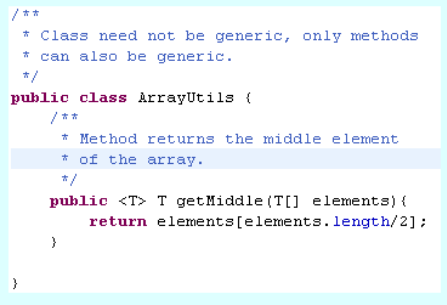 /**
 * Class need not be generic, only methods
 * can also be generic.
 */
public class ArrayUtils {
    /**
     * Method returns the middle element
     * of the array.
     */
    public <T> T getMiddle(T[] elements){
        return elements[elements.length/2];
    }
}